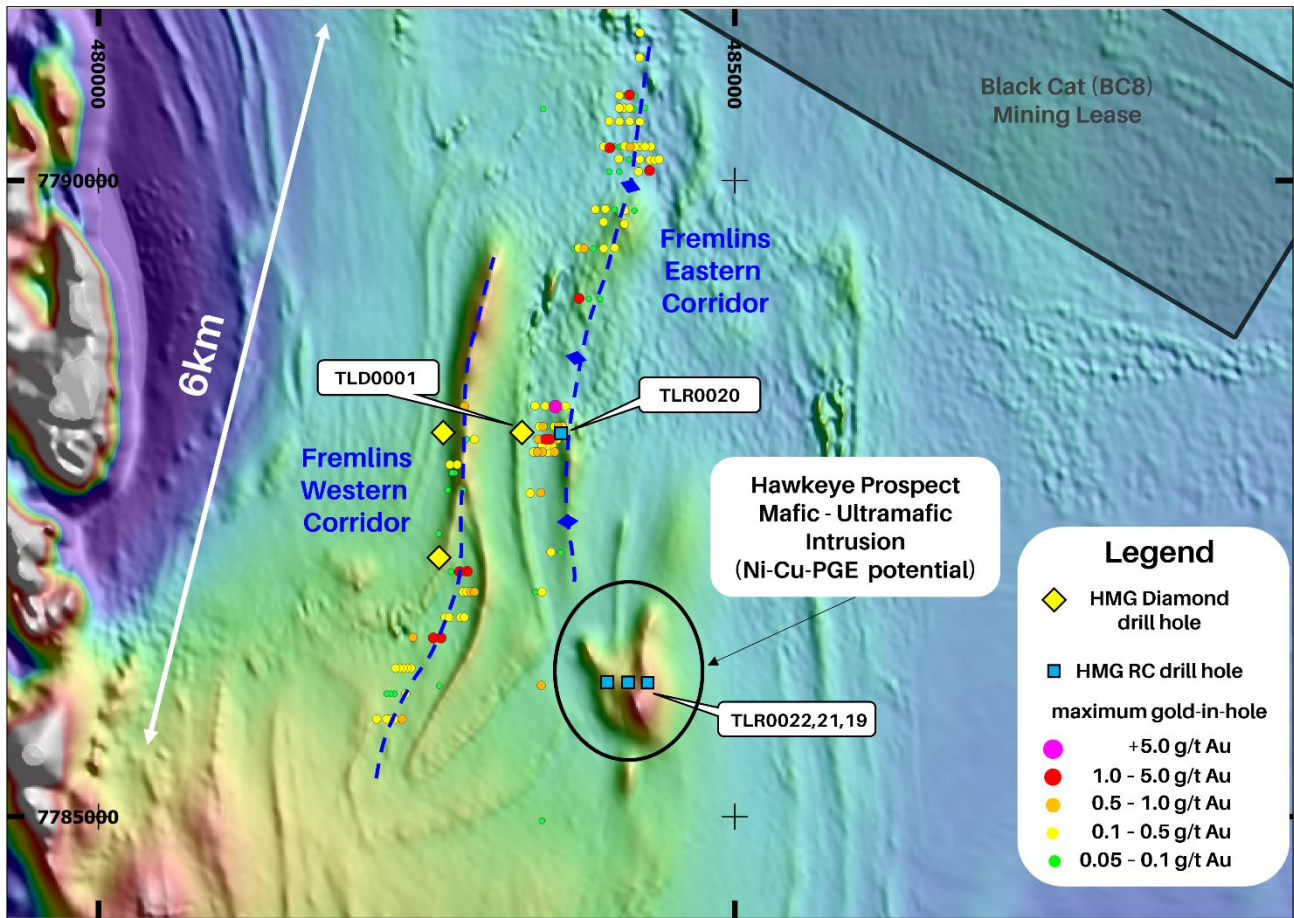 480000
485000
Black Cat (BC8)
Mining Lease
7790000
Fremlins
Eastern
Corridor
6km
TLD0001
TLR0020
Fremlins
Western
Corridor
Hawkeye Prospect
Mafic - Ultramafic
Intrusion
(Ni-Cu-PGE potential)
TLR0022,21,19
7785000
Legend
HMG Diamond
drill hole
HMG RC drill hole
maximum gold-in-hole
+5.0 g/t Au
1.0 - 5.0 g/t Au
0.5 - 1.0 g/t Au
0.1 - 0.5 g/t Au
0.05 - 0.1 g/t Au